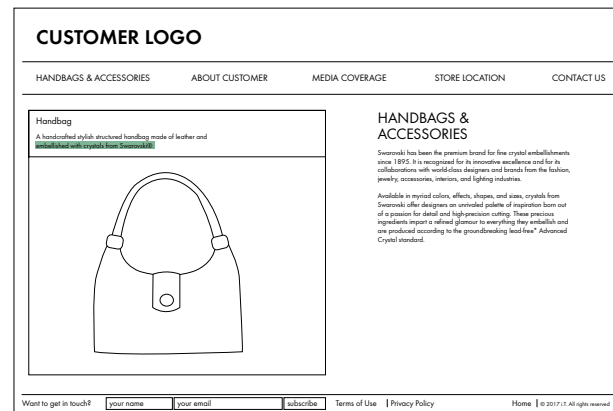 CUSTOMER LOGO
HANDBAGS & ACCESSORIES ABOUT CUSTOMER MEDIA COVERAGE STORE LOCATION CONTACT US
Handbag
A handcrafted stylish structured handbag made of leather and
embellished with crystals from Swarovski®.
HANDBAGS &
ACCESSORIES
Swarovski has been the premium brand for fine crystal embellishments
since 1895. It is recognized for its innovative excellence and for its
collaborations with world-class designers and brands from the fashion,
jewelry, accessories, interiors, and lighting industries.
Available in myriad colors, effects, shapes, and sizes, crystals from
Swarovski offer designers an unrivaled palette of inspiration born out
of a passion for detail and high-precision cutting. These precious
ingredients impart a refined glamour to everything they embellish and
are produced according to the groundbreaking lead-free* Advanced
Crystal standard.
Want to get in touch? your name your email subscribe Terms of Use | Privacy Policy Home | © 2017 i.T. All rights reserved